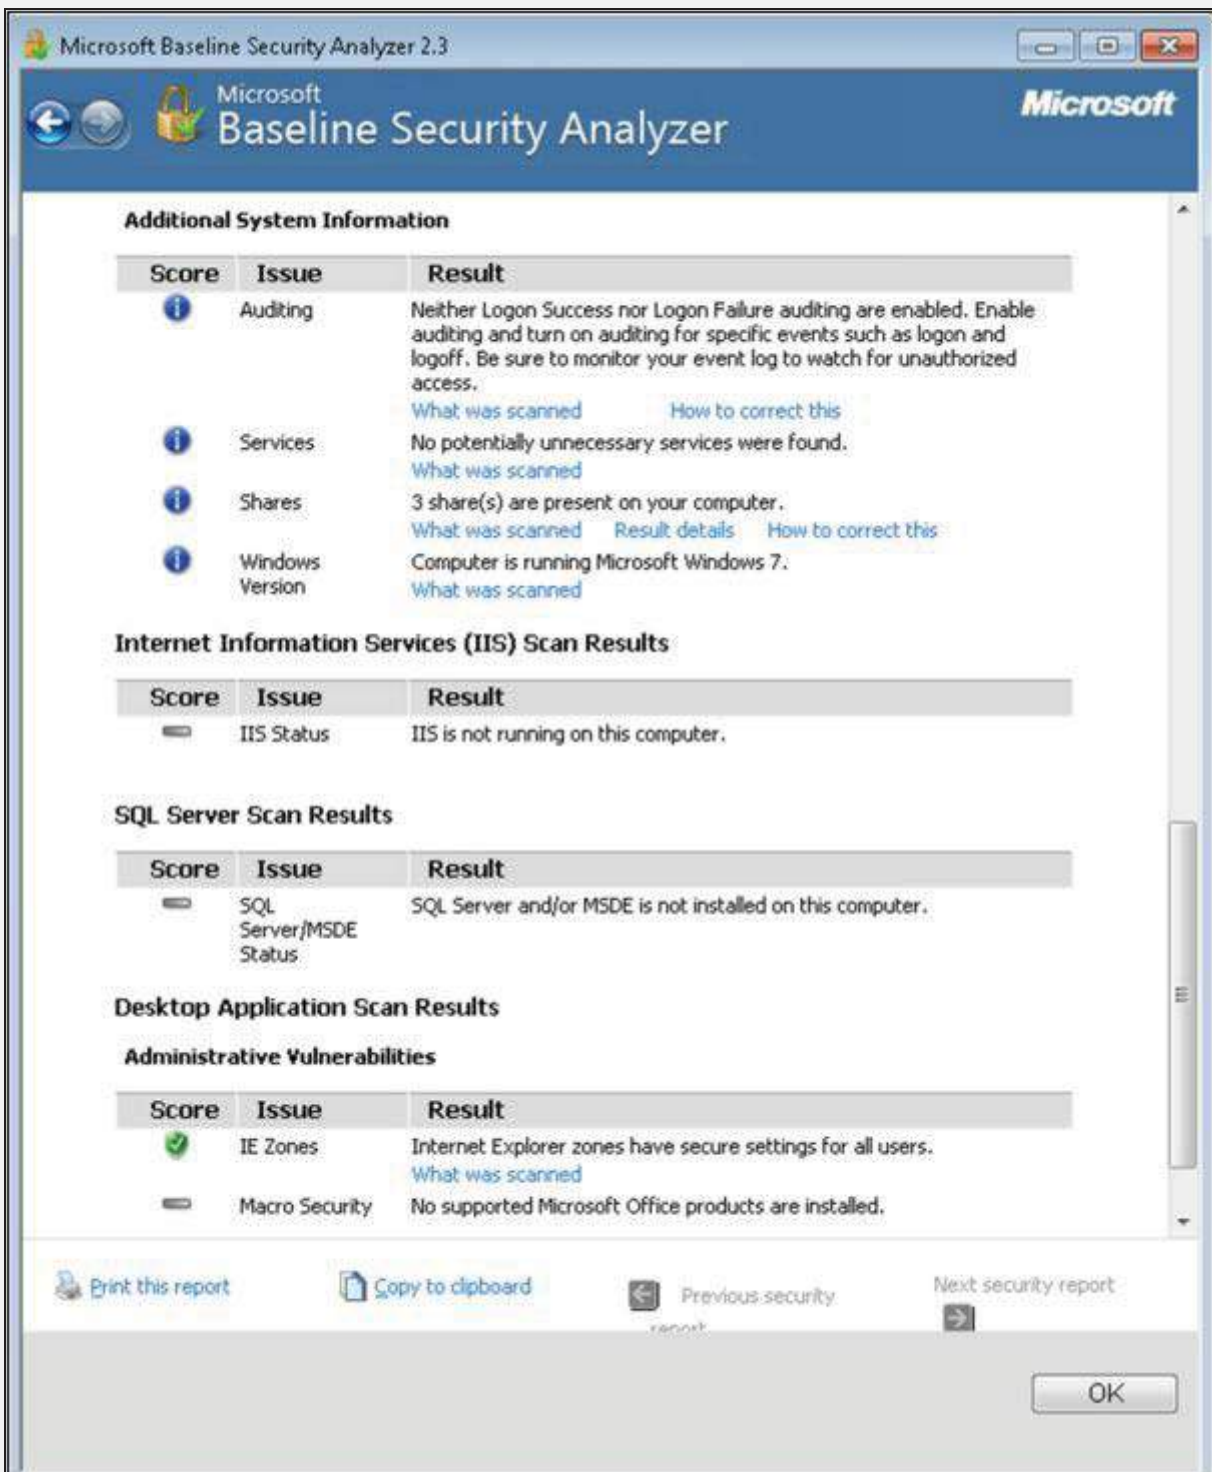 Microsoft Baseline Security Analyzer 2.3
Microsoft
Baseline Security Analyzer
Microsoft
Additional System Information
Score Issue Result
Auditing Neither Logon Success nor Logon Failure auditing are enabled. Enable
auditing and turn on auditing for specific events such as logon and
logoff. Be sure to monitor your event log to watch for unauthorized
access.
What was scanned How to correct this
Services No potentially unnecessary services were found.
What was scanned
Shares 3 share(s) are present on your computer.
What was scanned Result details How to correct this
Windows Computer is running Microsoft Windows 7.
Version What was scanned
Internet Information Services (IIS) Scan Results
Score Issue Result
IIS Status IIS is not running on this computer.
SQL Server Scan Results
Score Issue Result
SQL SQL Server and/or MSDE is not installed on this computer.
Server/MSDE
Status
Desktop Application Scan Results
Administrative Vulnerabilities
Score Issue Result
IE Zones Internet Explorer zones have secure settings for all users.
What was scanned
Macro Security No supported Microsoft Office products are installed.
Print this report Copy to clipboard Previous security Next security report
report
OK